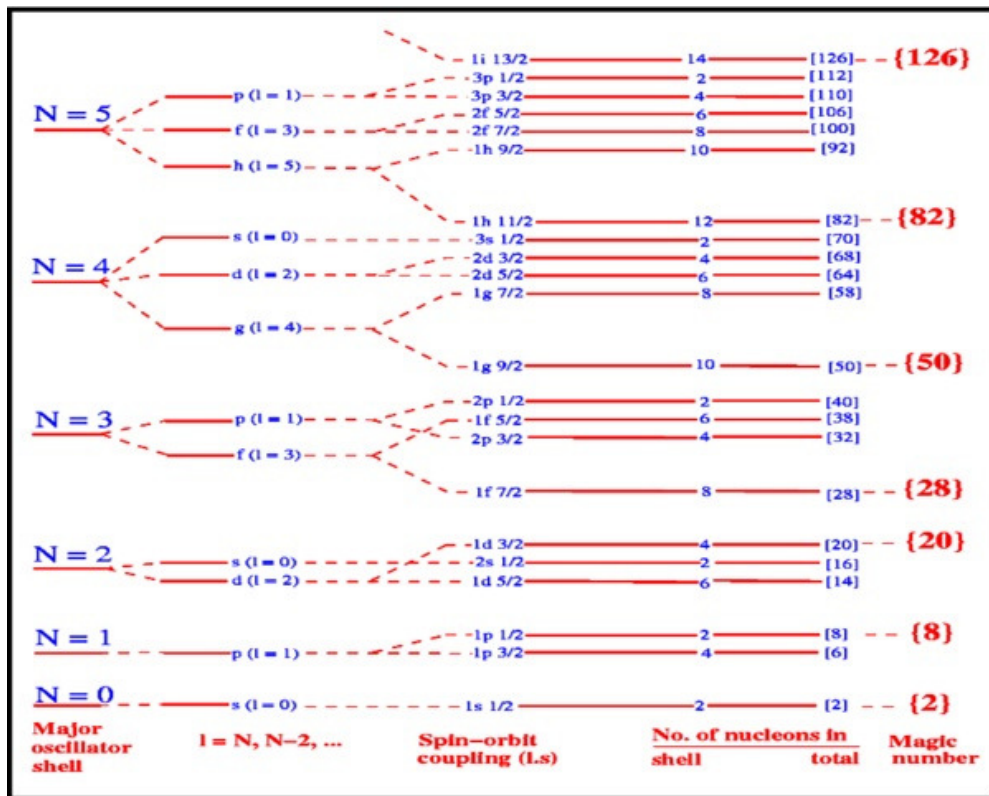 1i 13/2 14 [126] {126}
3p 1/2 2 [112]
p (l = 1) 3p 3/2 4 [110]
N = 5 2f 5/2 6 [106]
f (l = 3) 2f 7/2 8 [100]
1h 9/2 10 [92]
h (l = 5)
1h 11/2 12 [82] {82}
s (l = 0) 3s 1/2 2 [70]
N = 4 2d 3/2 4 [68]
d (l = 2) 2d 5/2 6 [64]
1g 7/2 8 [58]
g (l = 4)
1g 9/2 10 [50] {50}
2p 1/2 2 [40]
N = 3 p (l = 1) 1f 5/2 6 [38]
2p 3/2 4 [32]
f (l = 3)
1f 7/2 8 [28] {28}
1d 3/2 4 [20] {20}
N = 2 s (l = 0) 2s 1/2 2 [16]
d (l = 2) 1d 5/2 6 [14]
N = 1 1p 1/2 2 [8] {8}
p (l = 1) 1p 3/2 4 [6]
N = 0 s (l = 0) 1s 1/2 2 [2] {2}
Major oscillator shell
l = N, N-2, ...
Spin-orbit
coupling (l.s)
No. of nucleons in
shell total
Magic
number